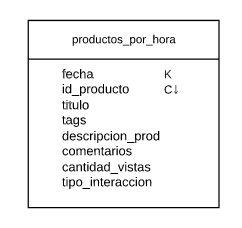 productos_por_hora
fecha K
id_producto C↓
titulo
tags
descripcion_prod
comentarios
cantidad_vistas
tipo_interaccion